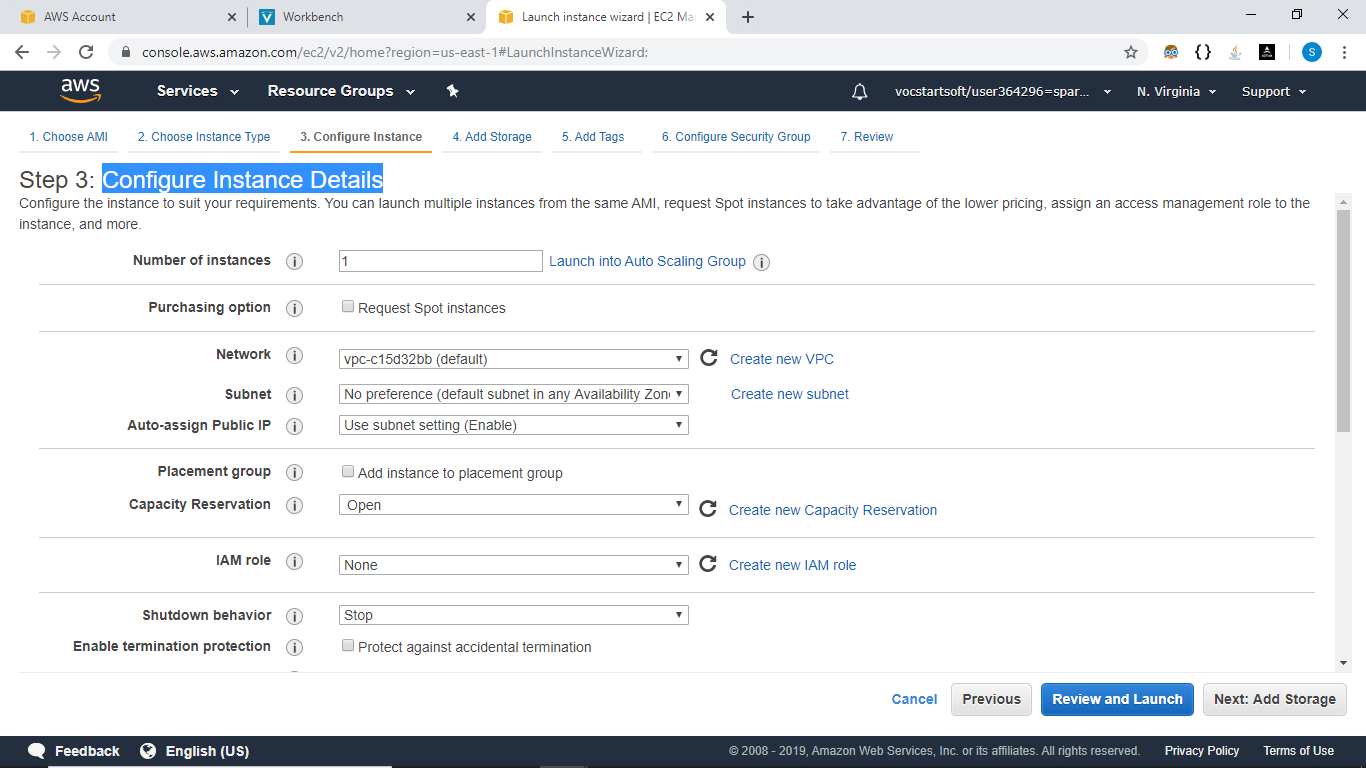 AWS Account
Workbench
Launch instance wizard | EC2 Ma
console.aws.amazon.com/ec2/v2/home?region=us-east-1#LaunchInstanceWizard:
S
aws
Services
Resource Groups
vocstartsoft/user364296=spar...
N. Virginia
Support
1. Choose AMI
2. Choose Instance Type
3. Configure Instance
4. Add Storage
5. Add Tags
6. Configure Security Group
7. Review
Step 3: Configure Instance Details
Configure the instance to suit your requirements. You can launch multiple instances from the same AMI, request Spot instances to take advantage of the lower pricing, assign an access management role to the
instance, and more.
Number of instances i 1 Launch into Auto Scaling Group i
Purchasing option i Request Spot instances
Network i vpc-c15d32bb (default) Create new VPC
Subnet i No preference (default subnet in any Availability Zon Create new subnet
Auto-assign Public IP i Use subnet setting (Enable)
Placement group i Add instance to placement group
Capacity Reservation i Open Create new Capacity Reservation
IAM role i None Create new IAM role
Shutdown behavior i Stop
Enable termination protection i Protect against accidental termination
Cancel
Previous
Review and Launch
Next: Add Storage
Feedback
English (US)
© 2008 - 2019, Amazon Web Services, Inc. or its affiliates. All rights reserved.
Privacy Policy
Terms of Use